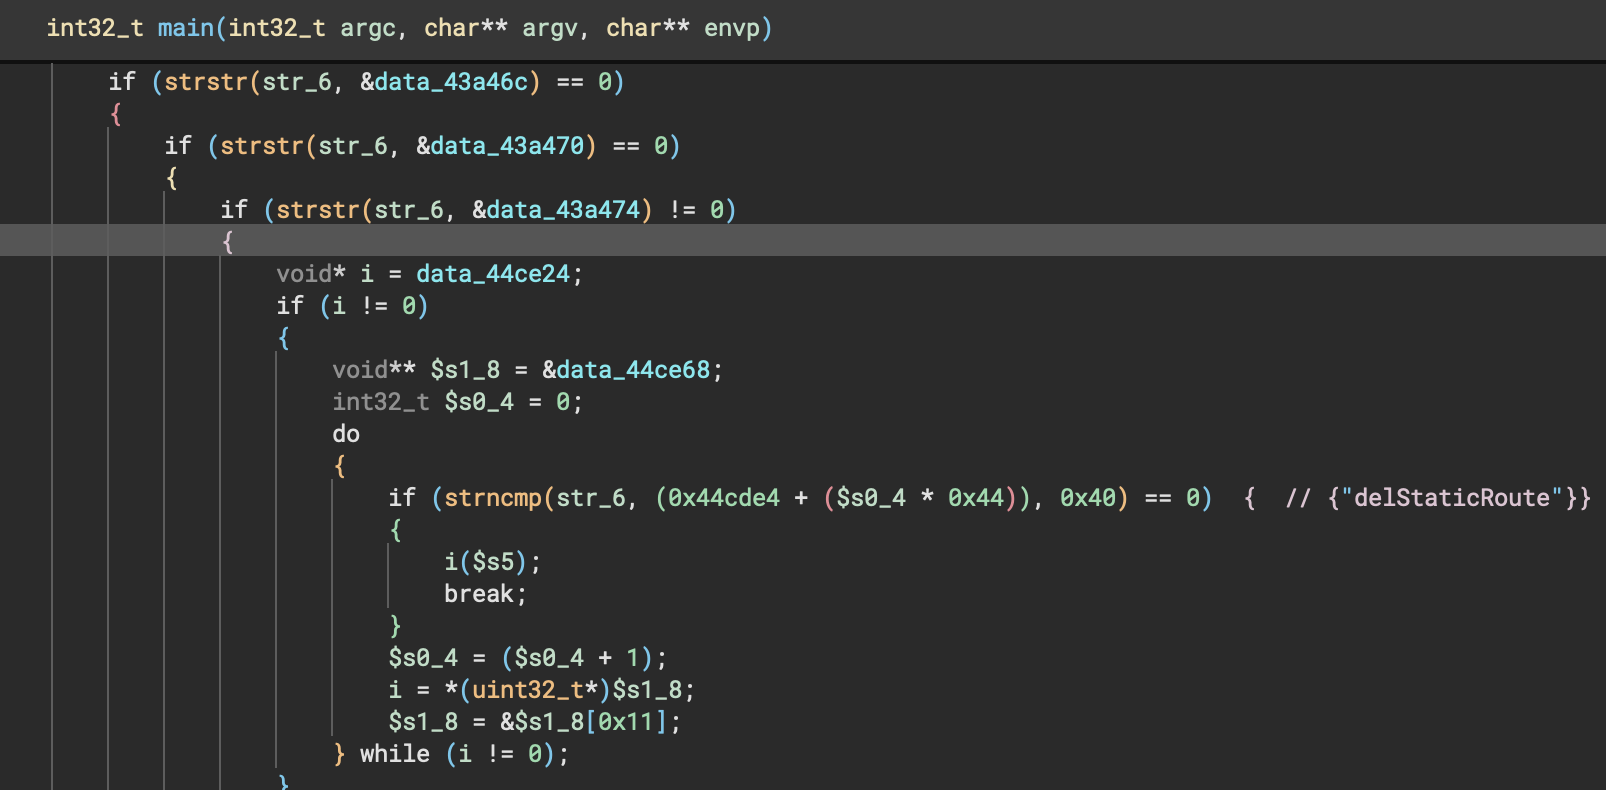 int32_t main(int32_t argc, char** argv, char** envp)
if (strstr(str_6, &data_43a46c) == 0)
{
if (strstr(str_6, &data_43a470) == 0)
{
if (strstr(str_6, &data_43a474) != 0)
{
void* i = data_44ce24;
if (i != 0)
{
void** $s1_8 = &data_44ce68;
int32_t $s0_4 = 0;
do
{
if (strncmp(str_6, (0x44cde4 + ($s0_4 * 0x44)), 0x40) == 0)  {  // {"delStaticRoute"}}
{
i($s5);
break;
}
$s0_4 = ($s0_4 + 1);
i = *(uint32_t*)$s1_8;
$s1_8 = &$s1_8[0x11];
} while (i != 0);
}